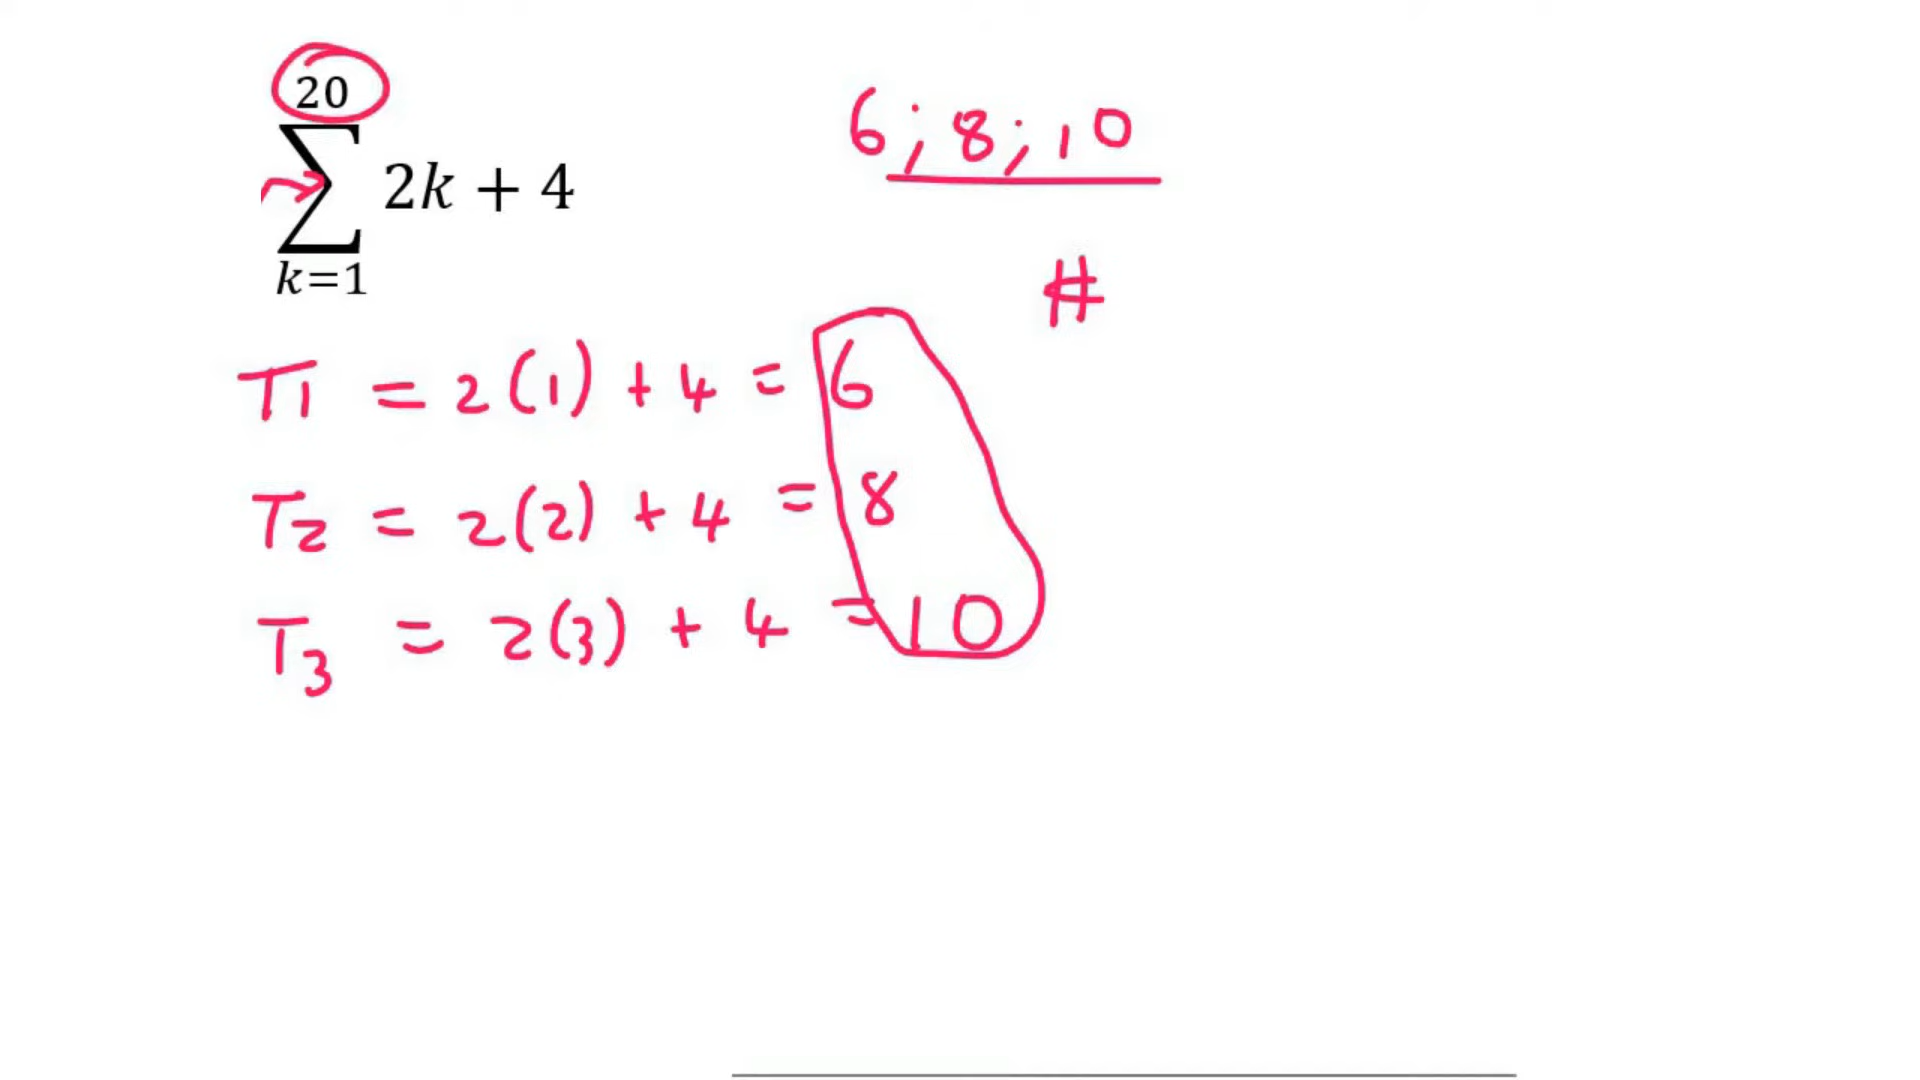 20
∑ 2k + 4
k=1
6 ; 8 ; 10
#
T1 = 2(1) + 4 = 6
T2 = 2(2) + 4 = 8
T3 = 2(3) + 4 = 10